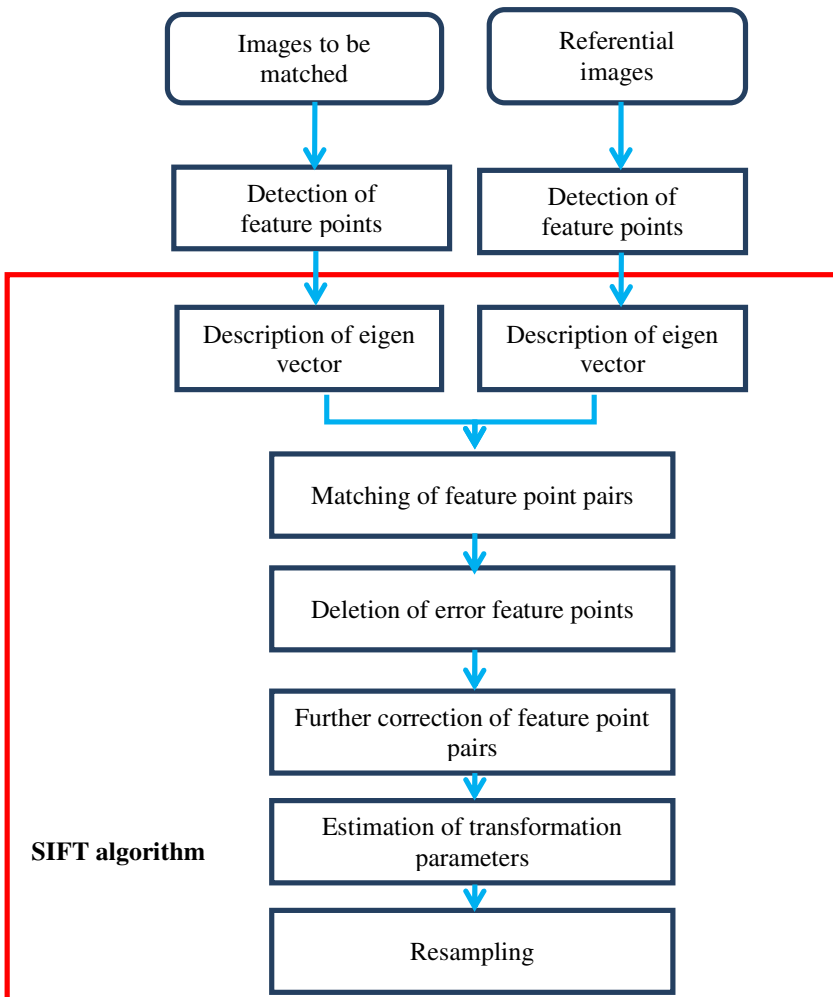 Images to be
matched
Referential
images
Detection of
feature points
Detection of
feature points
Description of eigen
vector
Description of eigen
vector
Matching of feature point pairs
Deletion of error feature points
Further correction of feature point
pairs
Estimation of transformation
parameters
SIFT algorithm
Resampling